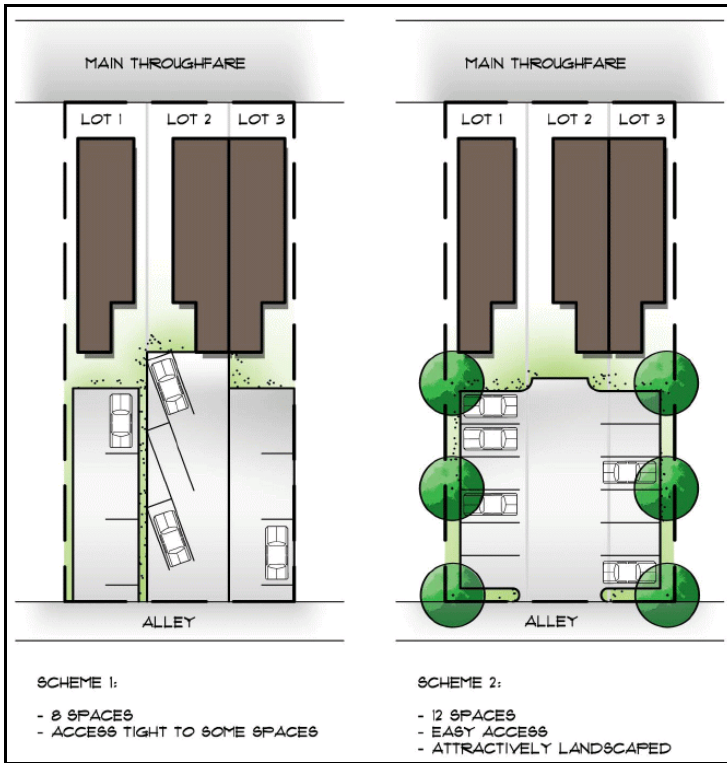 MAIN THROUGHFARE
LOT 1 LOT 2 LOT 3
ALLEY
SCHEME 1:
- 8 SPACES
- ACCESS TIGHT TO SOME SPACES
MAIN THROUGHFARE
LOT 1 LOT 2 LOT 3
ALLEY
SCHEME 2:
- 12 SPACES
- EASY ACCESS
- ATTRACTIVELY LANDSCAPED